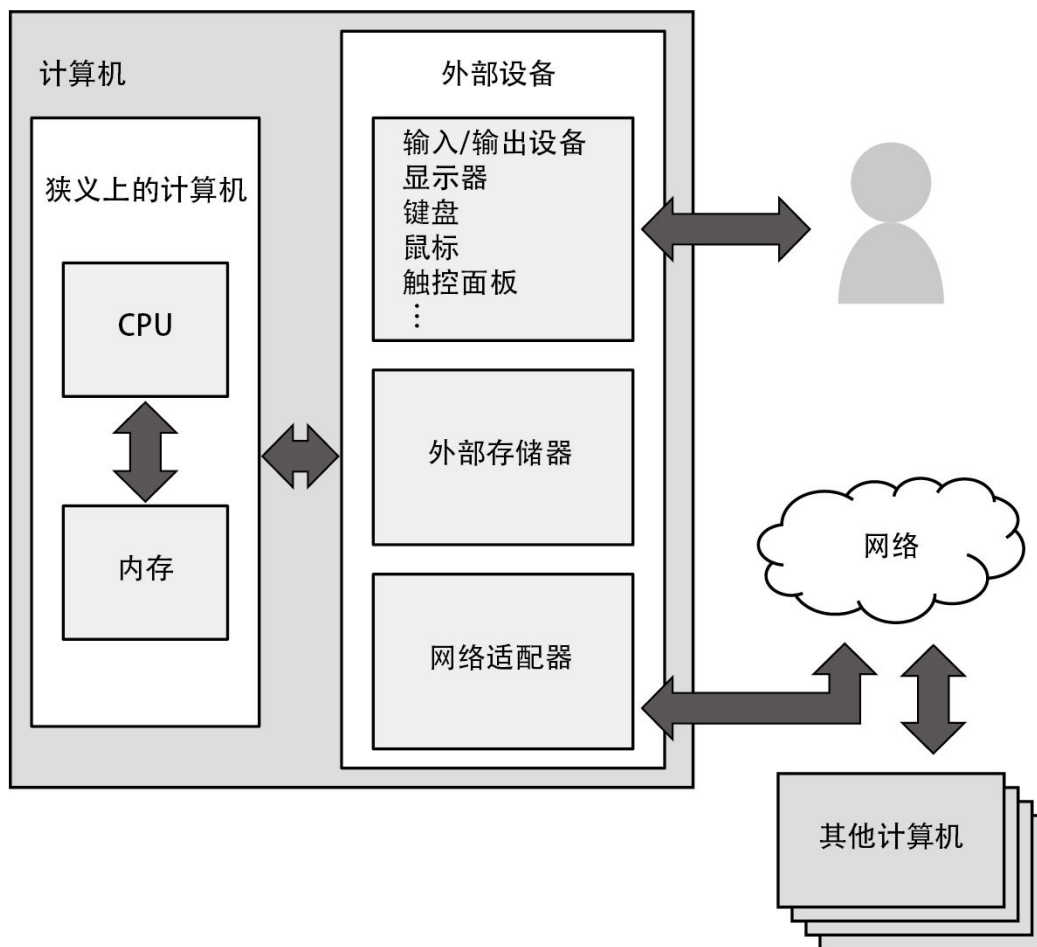 计算机
外部设备
狭义上的计算机
CPU
内存
输入/输出设备
显示器
键盘
鼠标
触控面板
⋮
外部存储器
网络适配器
网络
其他计算机